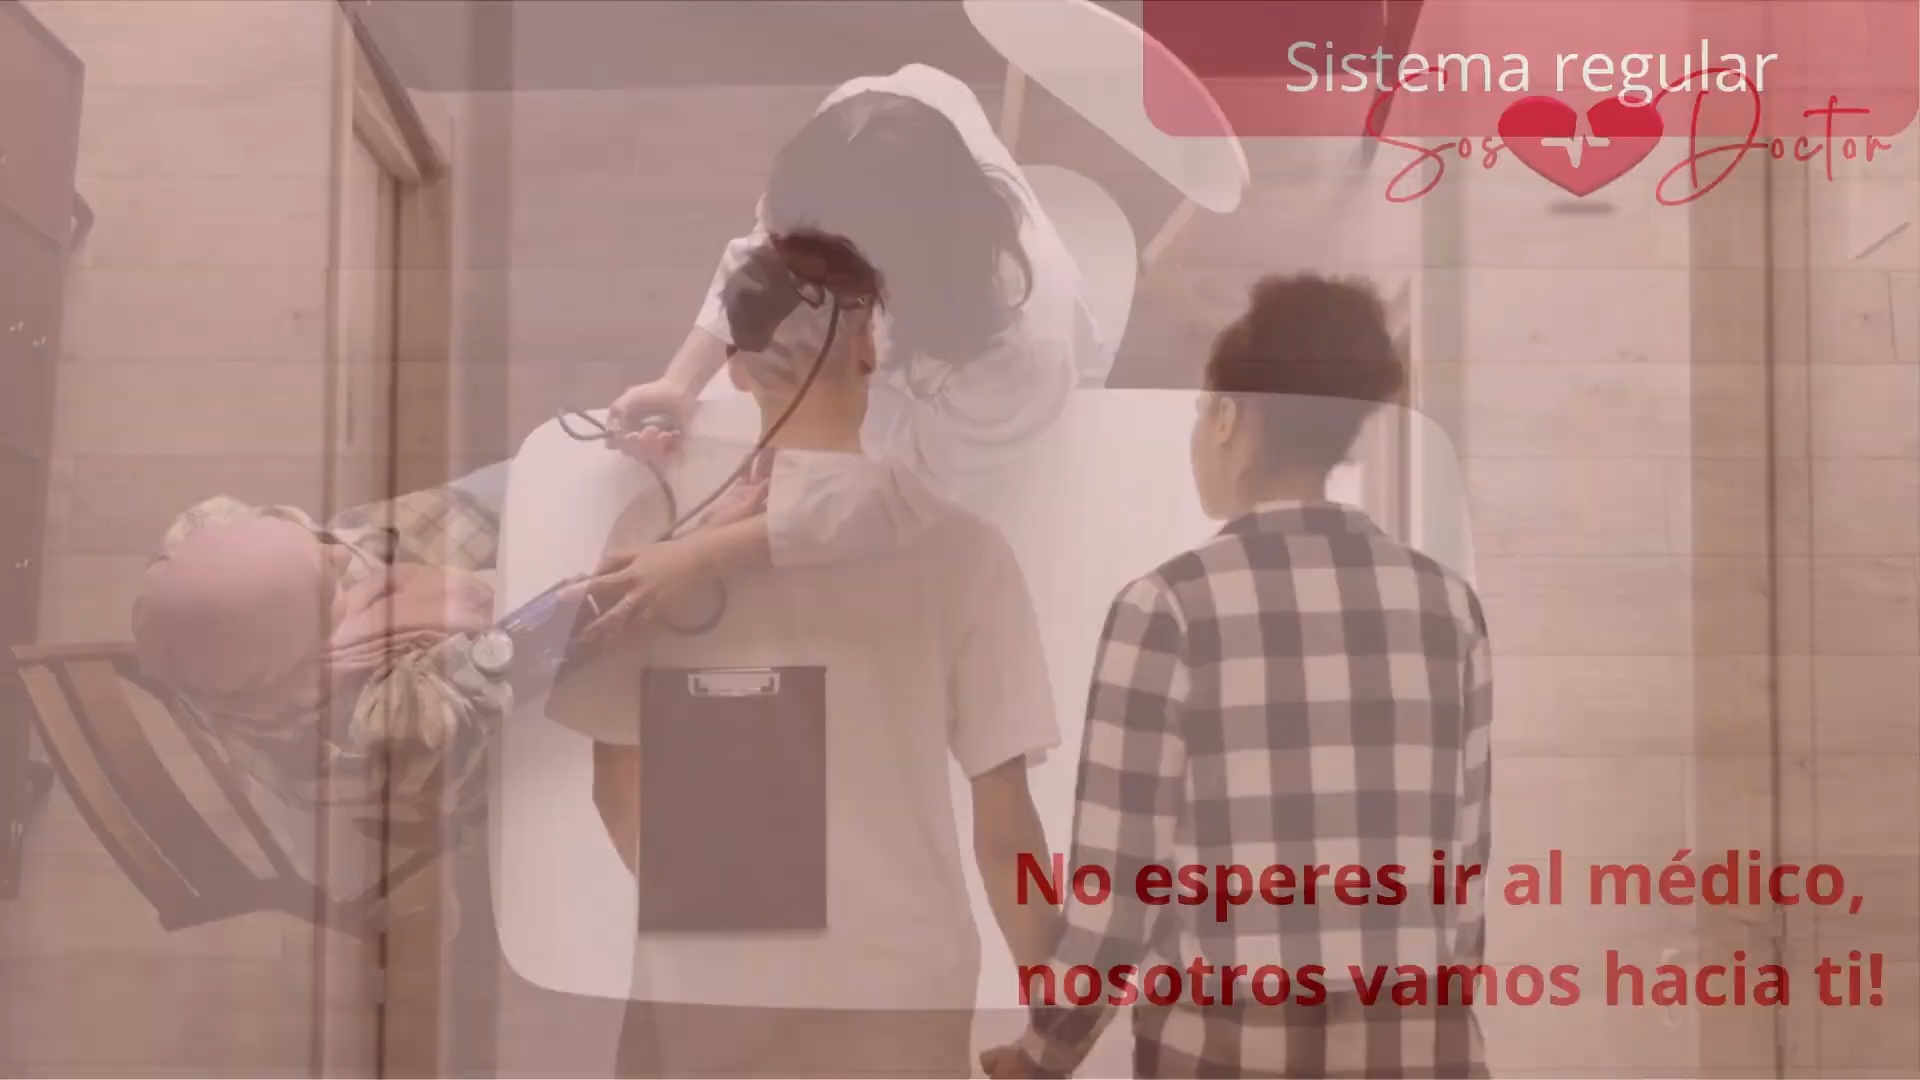 Sistema regular
Sos Doctor
No esperes ir al médico,
nosotros vamos hacia ti!